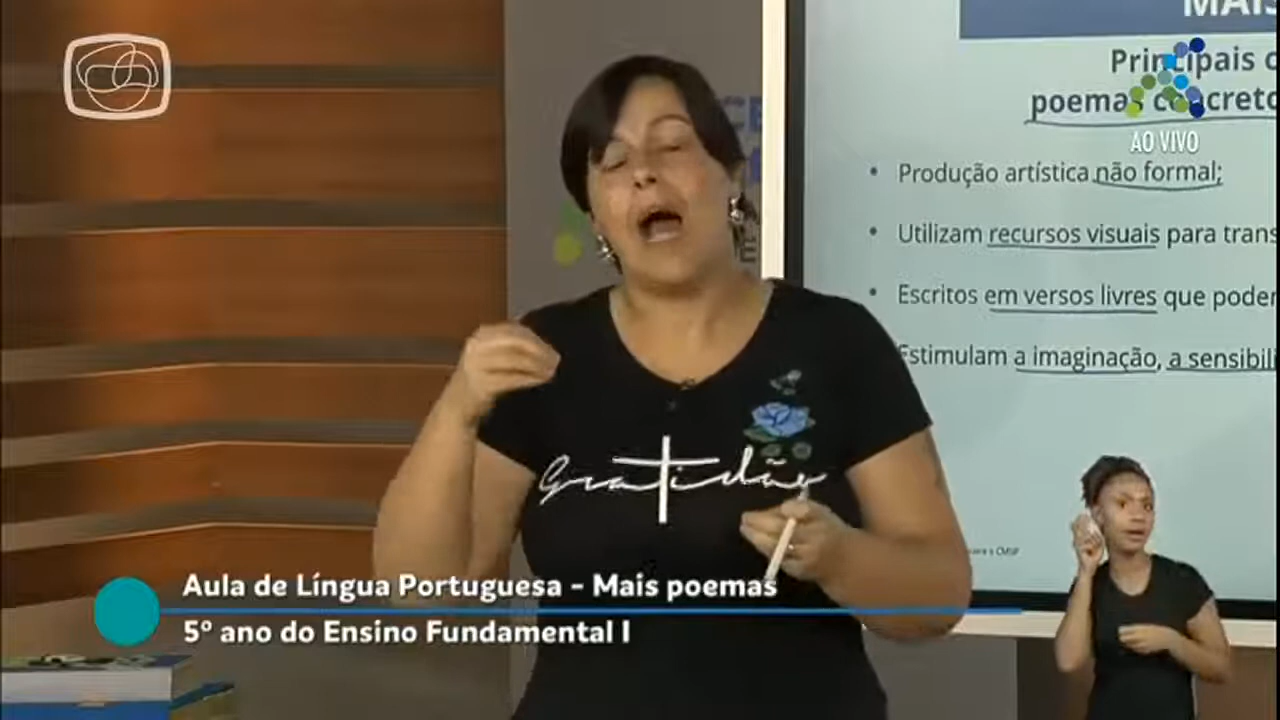 MAIS
Principais c
poemas concreto
AO VIVO
Produção artística não formal;
Utilizam recursos visuais para trans
Escritos em versos livres que poder
Estimulam a imaginação, a sensibili
Gratidão
Aula de Língua Portuguesa - Mais poemas
5º ano do Ensino Fundamental I